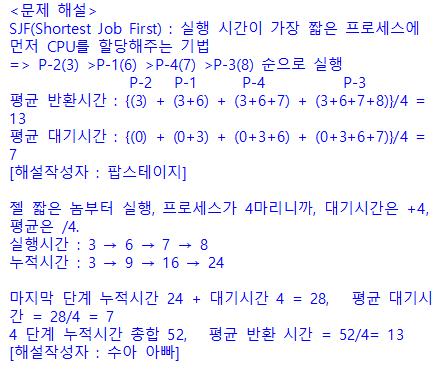 <문제 해설>
SJF(Shortest Job First) : 실행 시간이 가장 짧은 프로세스에
먼저 CPU를 할당해주는 기법
=> P-2(3) >P-1(6) >P-4(7) >P-3(8) 순으로 실행
P-2 P-1 P-4 P-3
평균 반환시간 : {(3) + (3+6) + (3+6+7) + (3+6+7+8)}/4 =
13
평균 대기시간 : {(0) + (0+3) + (0+3+6) + (0+3+6+7)}/4 =
7
[해설작성자 : 팝스테이지]

젤 짧은 놈부터 실행, 프로세스가 4마리니까, 대기시간은 +4,
평균은 /4.
실행시간 : 3 → 6 → 7 → 8
누적시간 : 3 → 9 → 16 → 24

마지막 단계 누적시간 24 + 대기시간 4 = 28, 평균 대기시
간 = 28/4 = 7
4 단계 누적시간 총합 52, 평균 반환 시간 = 52/4= 13
[해설작성자 : 수아 아빠]